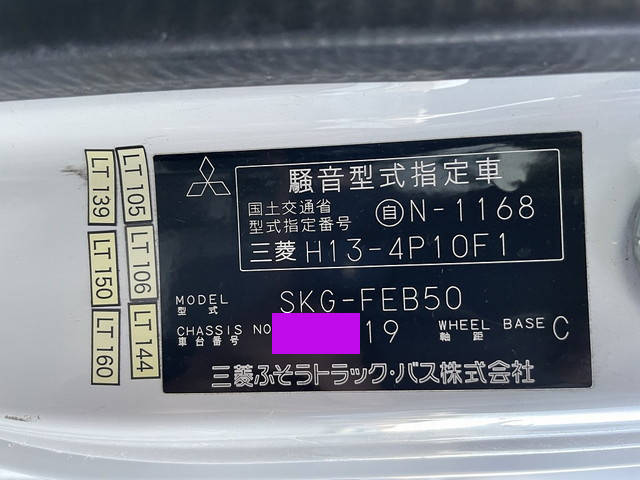 騒音型式指定車
国土交通省
型式指定番号
自N-1168
三菱 H13-4P10F1
MODEL SKG-FEB50
型式
CHASSIS NO 19 WHEEL BASE C
車台番号 軸距
三菱ふそうトラック・バス株式会社
LT 139
LT 105
LT 150
LT 106
LT 160
LT 144